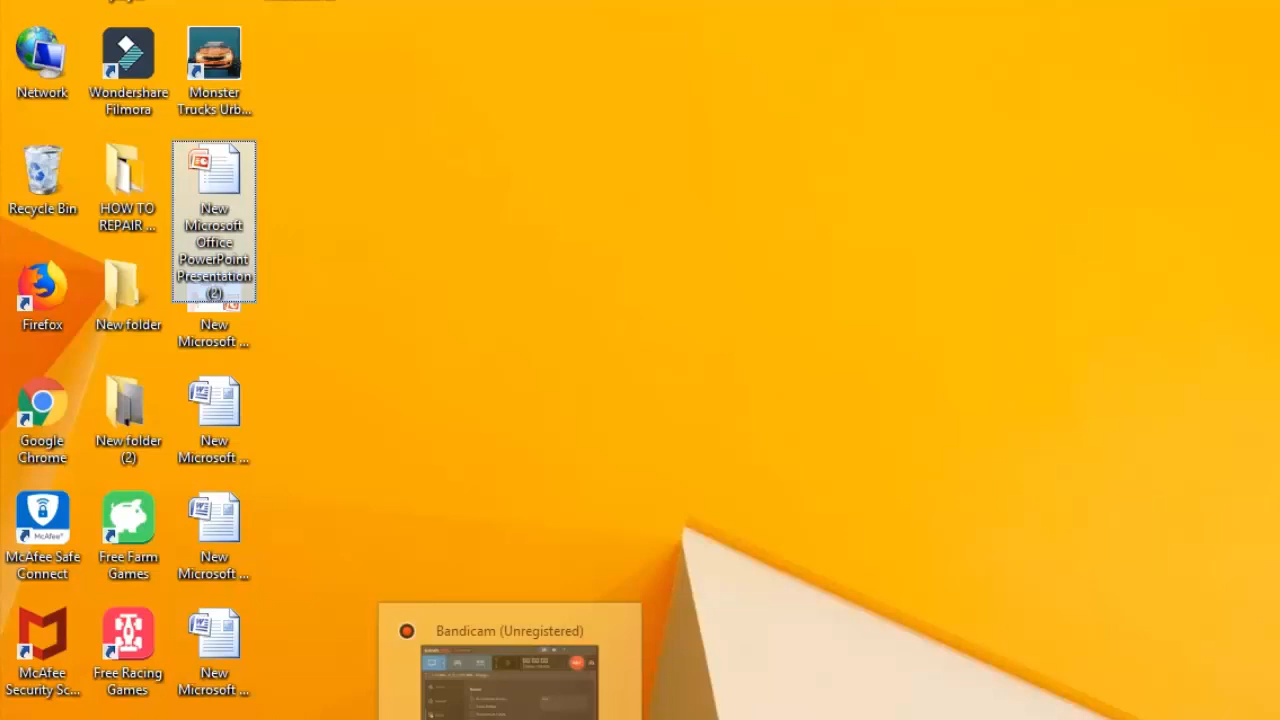 Network
Wondershare
Filmora
Monster
Trucks Urb...
Recycle Bin
HOW TO
REPAIR ...
New
Microsoft
Office
PowerPoint
Presentation
(2)
Firefox
New folder
New
Microsoft ...
Google
Chrome
New folder
(2)
New
Microsoft ...
McAfee
McAfee Safe
Connect
Free Farm
Games
New
Microsoft ...
McAfee
Security Sc...
Free Racing
Games
New
Microsoft ...
Bandicam (Unregistered)